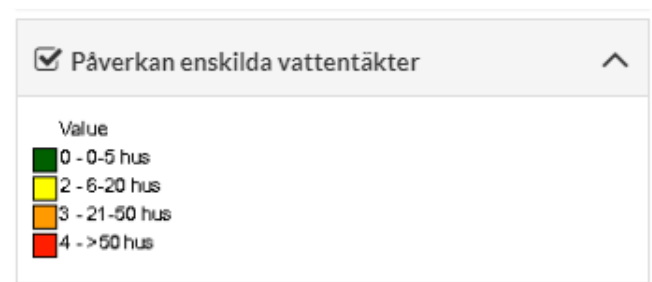 Påverkan enskilda vattentäkter
Value
0 - 0-5 hus
2 - 6-20 hus
3 - 21-50 hus
4 - >50 hus